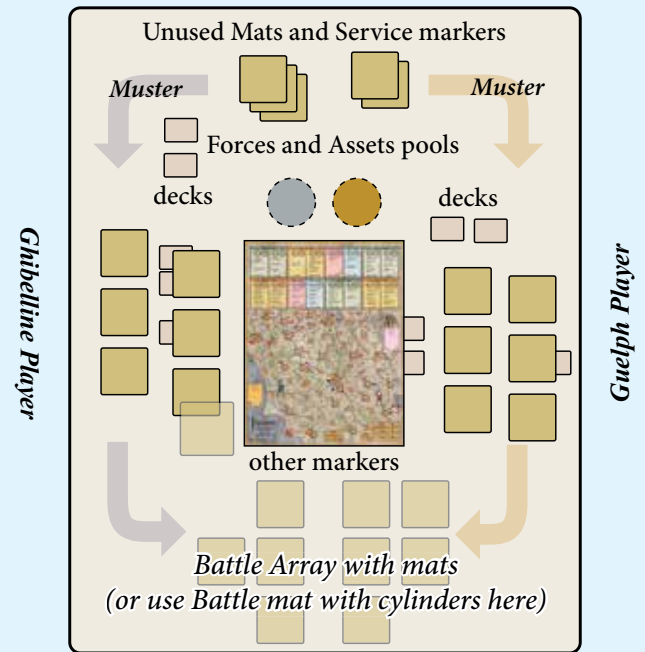 Unused Mats and Service markers
Muster
Muster
Forces and Assets pools
decks
decks
Ghibelline Player
Guelph Player
other markers
Battle Array with mats
(or use Battle mat with cylinders here)